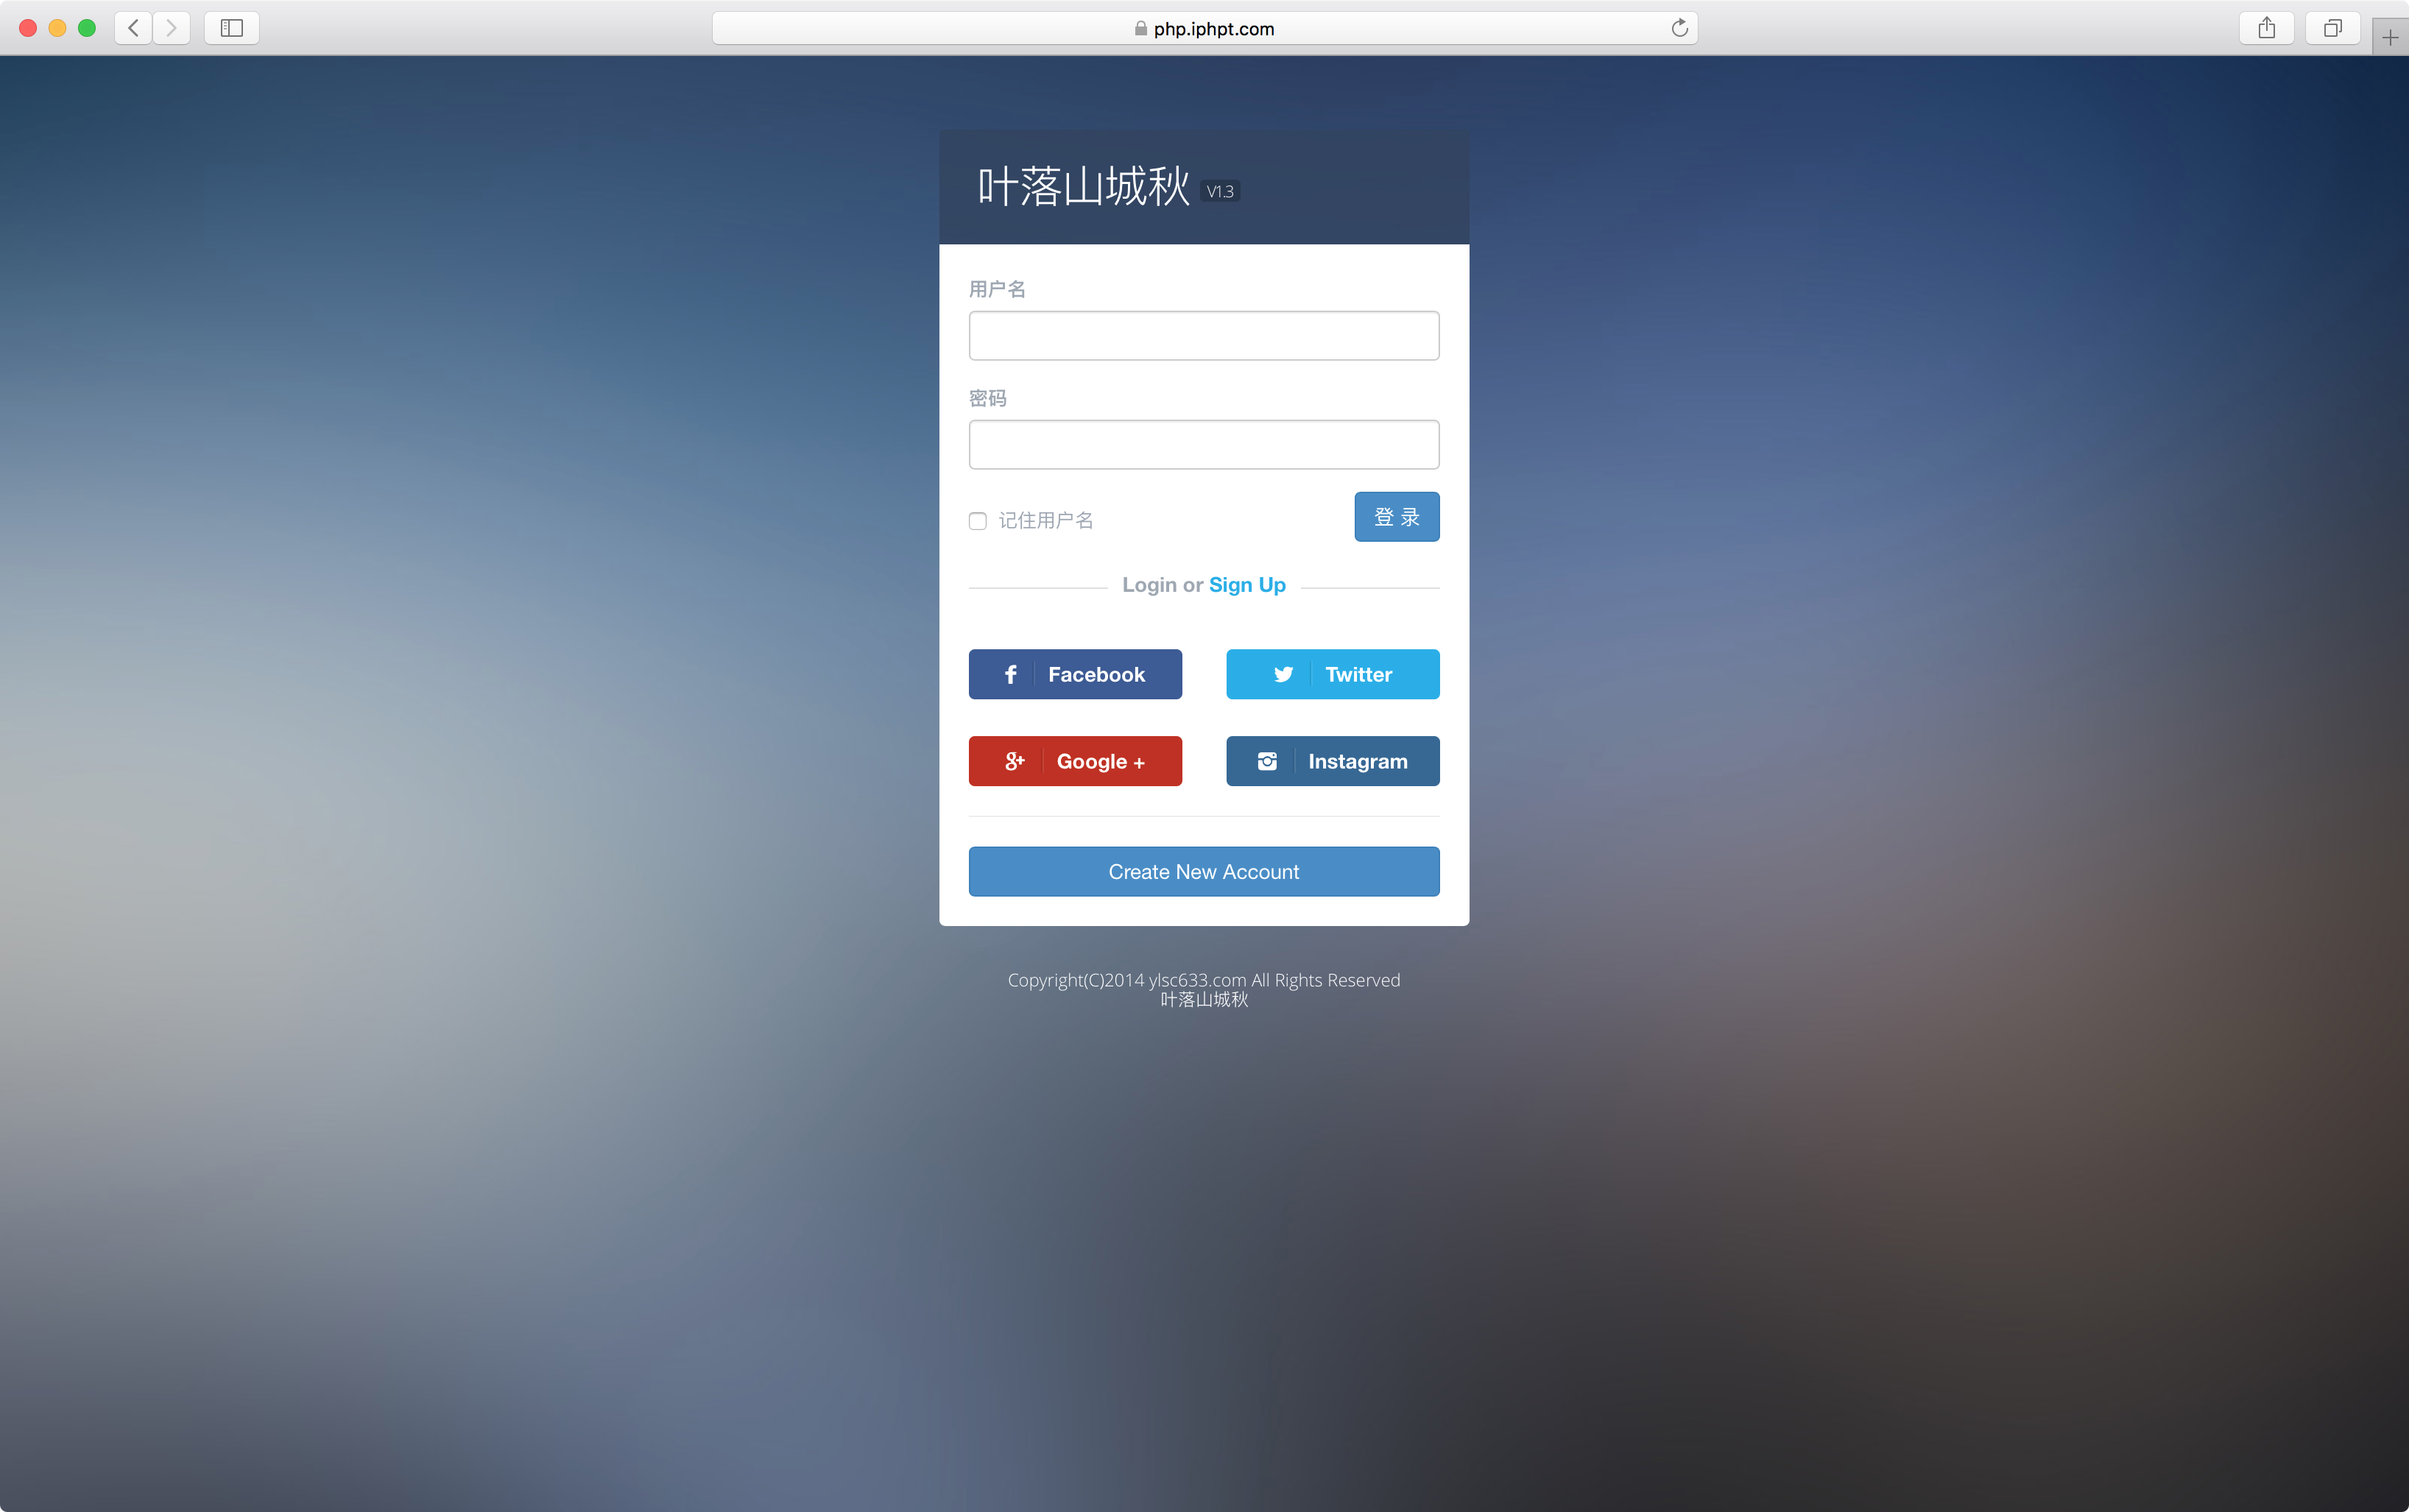 php.iphpt.com
叶落山城秋 V1.3
用户名
密码
记住用户名 登 录
Login or Sign Up
Facebook Twitter
Google + Instagram
Create New Account
Copyright(C)2014 ylsc633.com All Rights Reserved
叶落山城秋